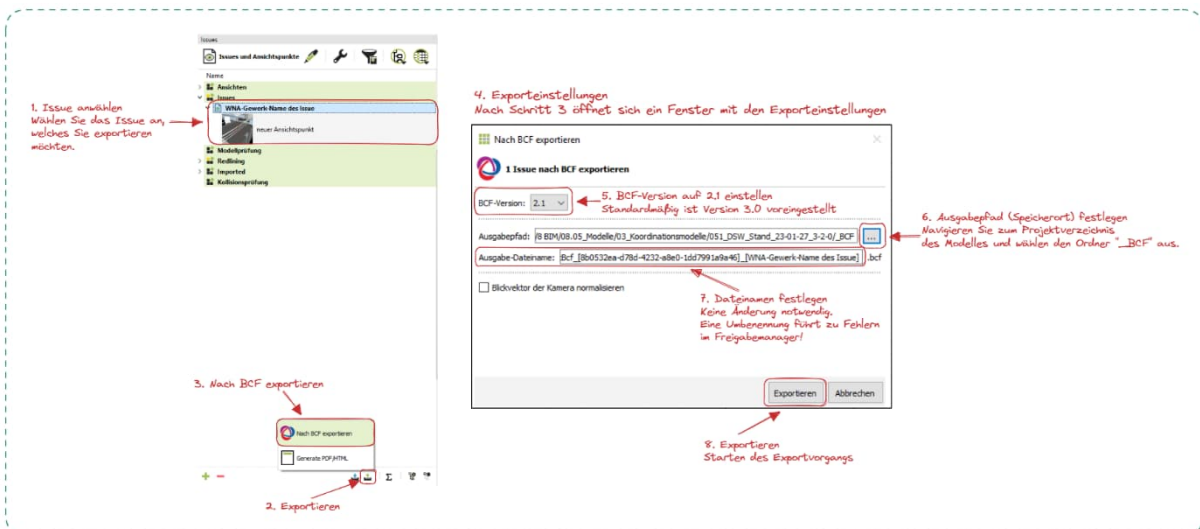 Issues
Issues und Ansichtspunkte
Name
Ansichten
Issues
1. Issue anwählen
Wählen Sie das Issue an,
welches Sie exportieren
möchten.
WNA-Gewerk-Name des Issue
neuer Ansichtspunkt
Modellprüfung
Redlining
Imported
Kollisionsprüfung
3. Nach BCF exportieren
Nach BCF exportieren
Generate PDF/HTML
2. Exportieren
4. Exporteinstellungen
Nach Schritt 3 öffnet sich ein Fenster mit den Exporteinstellungen
Nach BCF exportieren
1 Issue nach BCF exportieren
BCF-Version: 2.1
5. BCF-Version auf 2.1 einstellen
Standardmäßig ist Version 3.0 voreingestellt
Ausgabepfad: /8 BIM/08.05_Modelle/03_Koordinationsmodelle/051_DSW_Stand_23-01-27_3-2-0/_BCF ...
6. Ausgabepfad (Speicherort) festlegen
Navigieren Sie zum Projektverzeichnis
des Modelles und wählen den Ordner "_BCF" aus.
Ausgabe-Dateiname: Bcf_[8b0532ea-d78d-4232-a8e0-1dd7991a9a46]_[WNA-Gewerk-Name des Issue] .bcf
Blickvektor der Kamera normalisieren
7. Dateinamen festlegen
Keine Änderung notwendig.
Eine Umbenennung führt zu Fehlern
im Freigabemanager!
Exportieren Abbrechen
8. Exportieren
Starten des Exportvorgangs